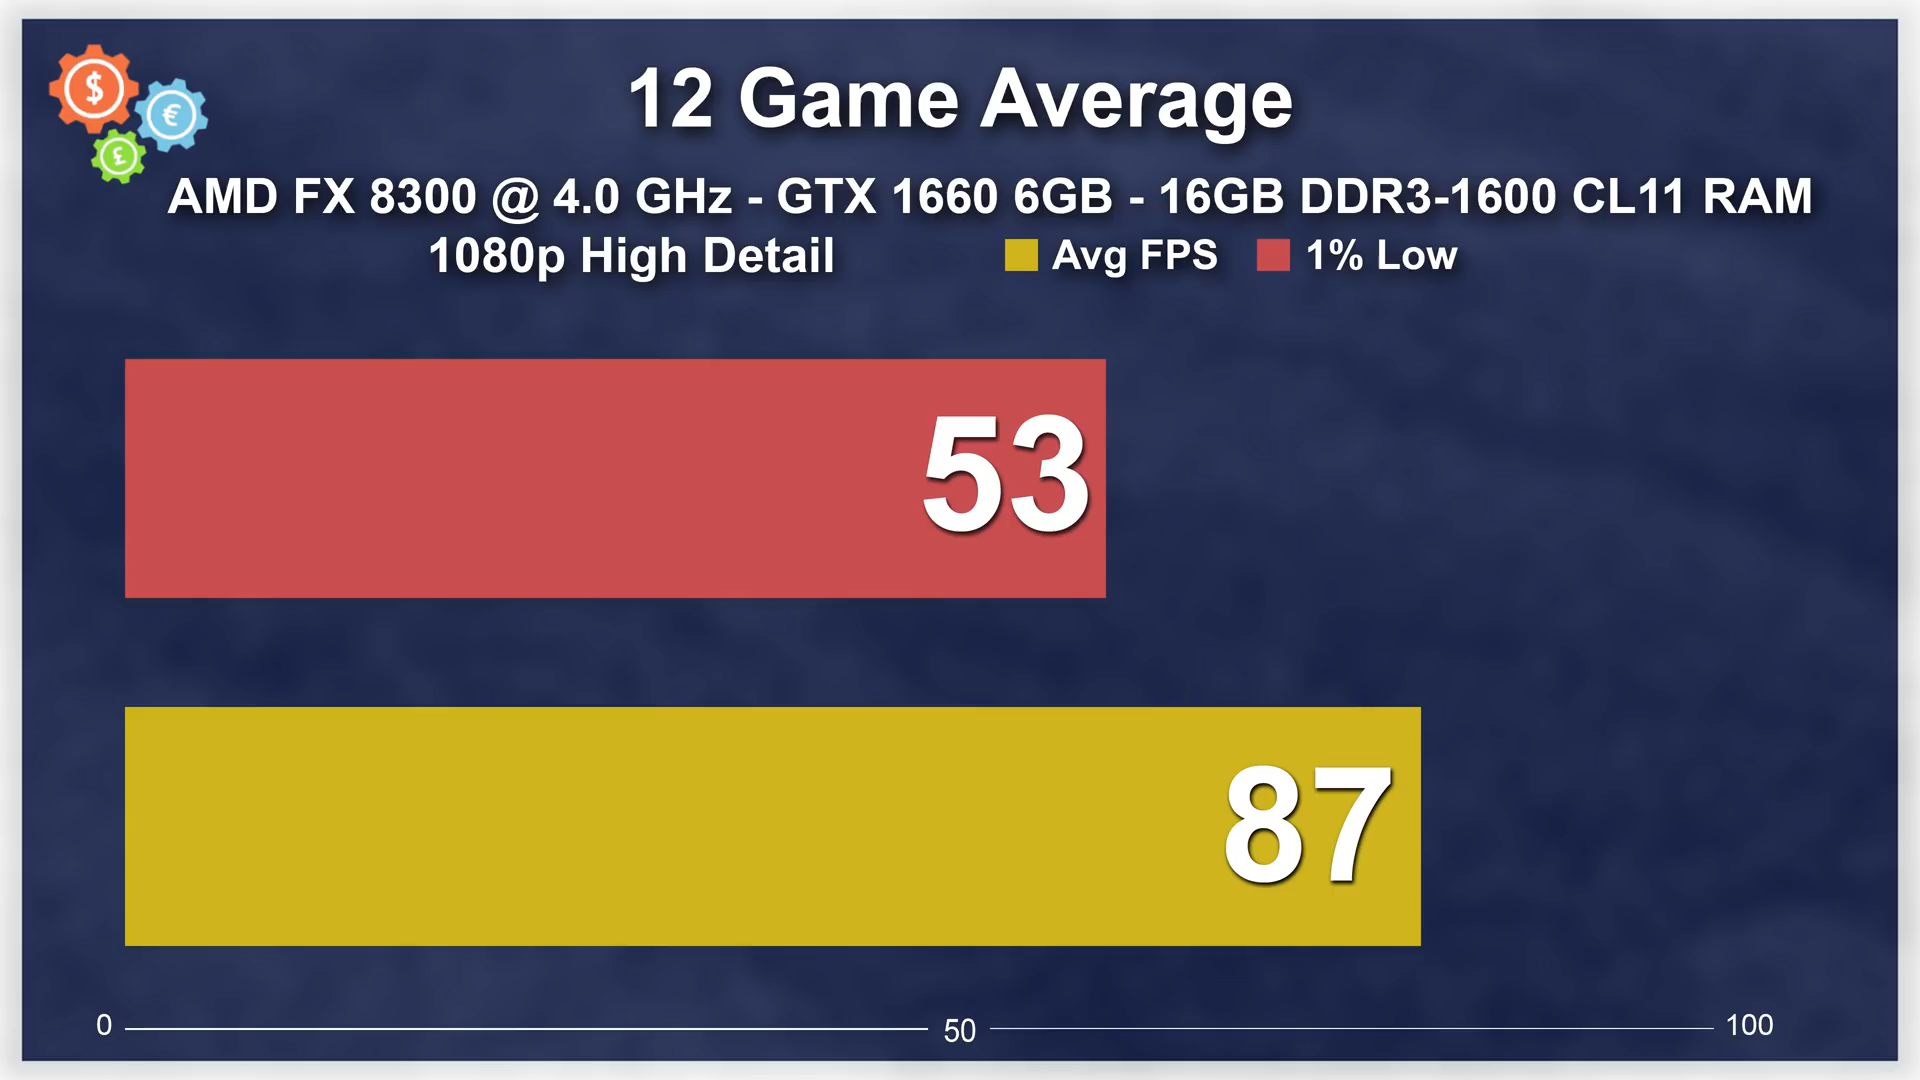 $
€
£
12 Game Average
AMD FX 8300 @ 4.0 GHz - GTX 1660 6GB - 16GB DDR3-1600 CL11 RAM
1080p High Detail Avg FPS 1% Low
53
87
0 50 100